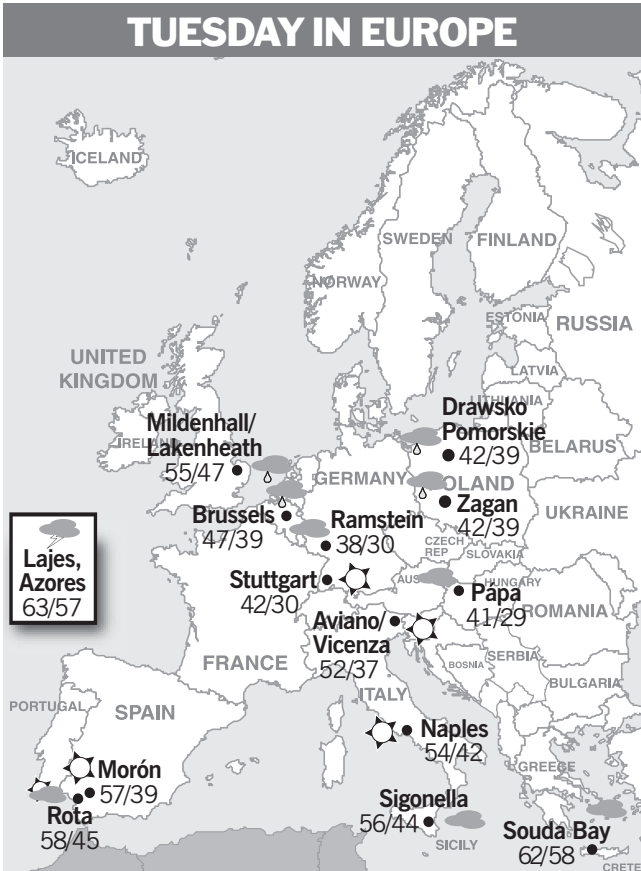 TUESDAY IN EUROPE
ICELAND
SWEDEN
FINLAND
NORWAY
ESTONIA
RUSSIA
LATVIA
UNITED
KINGDOM
LITHUANIA
Drawsko
Pomorskie
42/39
Mildenhall/
Lakenheath
55/47
IRELAND
BELARUS
GERMANY
POLAND
Zagan
42/39
Brussels
47/39
Ramstein
38/30
UKRAINE
CZECH
REP
SLOVAKIA
Lajes,
Azores
63/57
Stuttgart
42/30
AUS
HUNGARY
Pápa
41/29
ROMANIA
Aviano/
Vicenza
52/37
FRANCE
BOSNIA
SERBIA
BULGARIA
ITALY
PORTUGAL
SPAIN
Naples
54/42
GREECE
Morón
57/39
Rota
58/45
Sigonella
56/44
SICILY
Souda Bay
62/58
CRETE